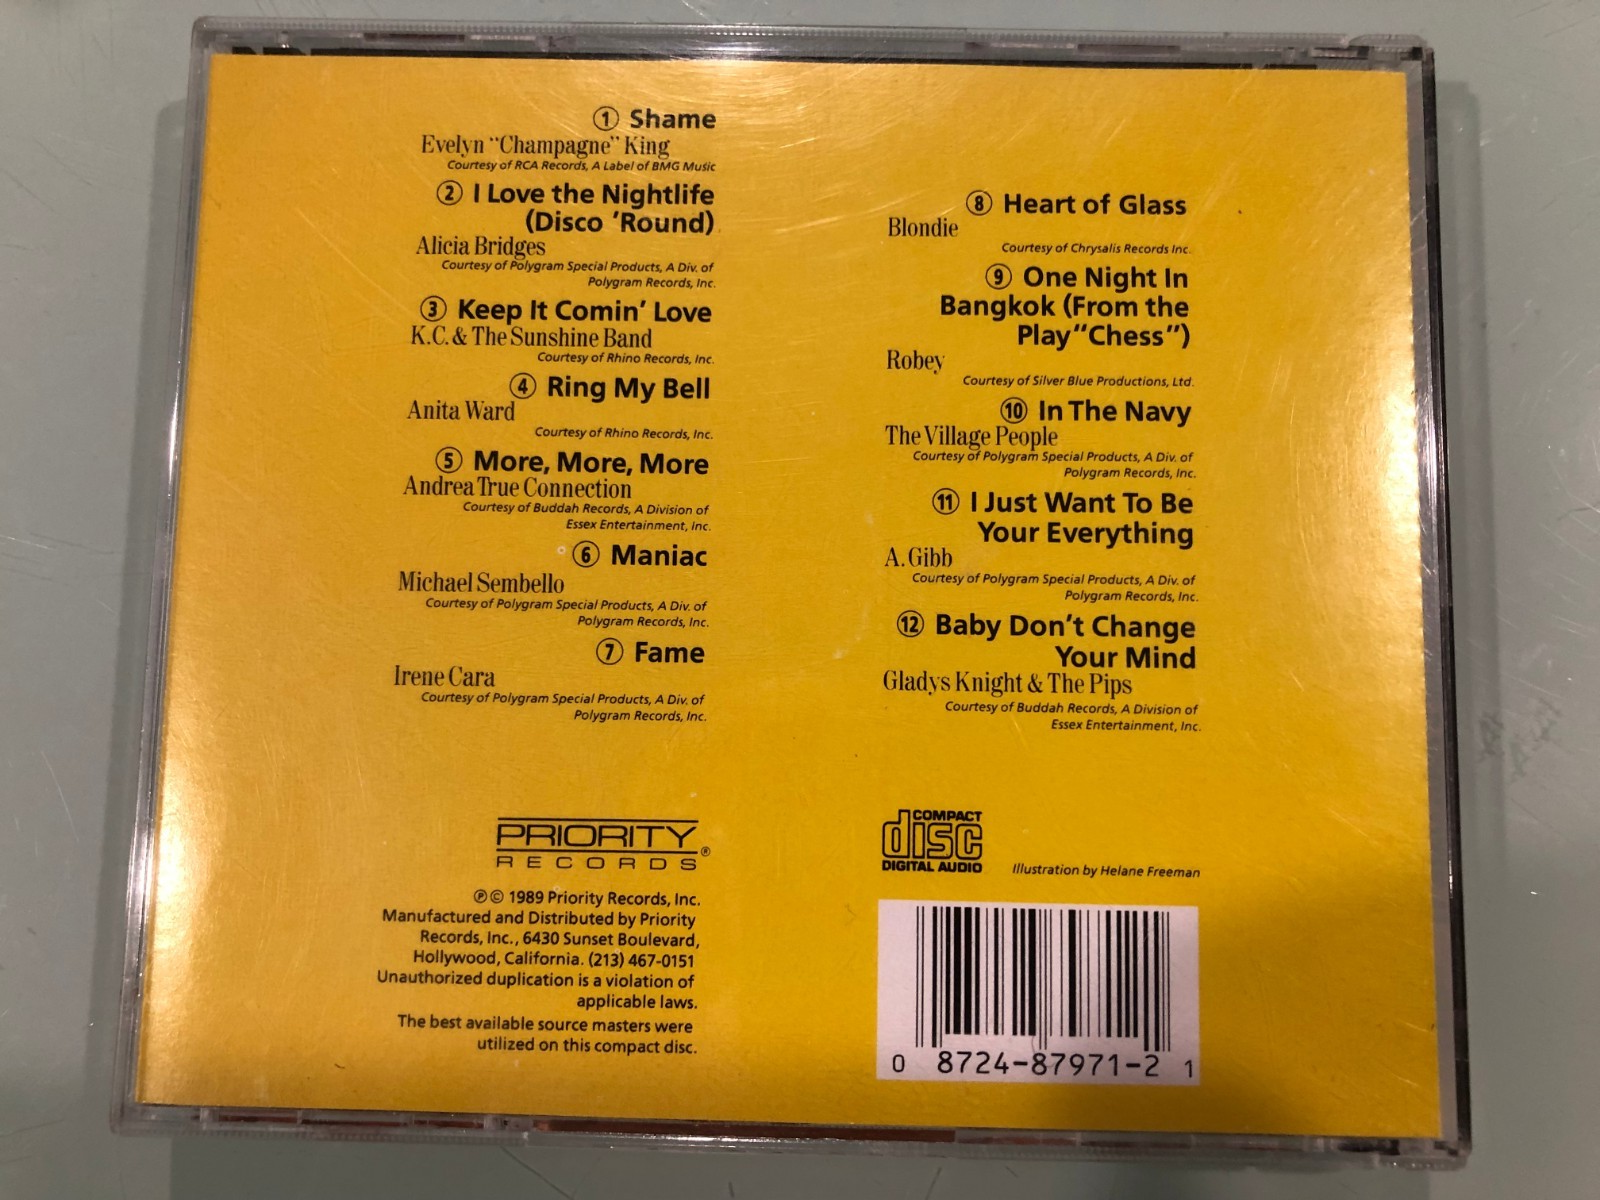 ① Shame
Evelyn “Champagne” King
Courtesy of RCA Records, A Label of BMG Music
② I Love the Nightlife
(Disco ’Round)
Alicia Bridges
Courtesy of Polygram Special Products, A Div. of
Polygram Records, Inc.
③ Keep It Comin’ Love
K.C. & The Sunshine Band
Courtesy of Rhino Records, Inc.
④ Ring My Bell
Anita Ward
Courtesy of Rhino Records, Inc.
⑤ More, More, More
Andrea True Connection
Courtesy of Buddah Records, A Division of
Essex Entertainment, Inc.
⑥ Maniac
Michael Sembello
Courtesy of Polygram Special Products, A Div. of
Polygram Records, Inc.
⑦ Fame
Irene Cara
Courtesy of Polygram Special Products, A Div. of
Polygram Records, Inc.
⑧ Heart of Glass
Blondie
Courtesy of Chrysalis Records Inc.
⑨ One Night In
Bangkok (From the
Play“Chess”)
Robey
Courtesy of Silver Blue Productions, Ltd.
⑩ In The Navy
The Village People
Courtesy of Polygram Special Products, A Div. of
Polygram Records, Inc.
⑪ I Just Want To Be
Your Everything
A. Gibb
Courtesy of Polygram Special Products, A Div. of
Polygram Records, Inc.
⑫ Baby Don’t Change
Your Mind
Gladys Knight & The Pips
Courtesy of Buddah Records, A Division of
Essex Entertainment, Inc.
PRIORITY
RECORDS®
℗© 1989 Priority Records, Inc.
Manufactured and Distributed by Priority
Records, Inc., 6430 Sunset Boulevard,
Hollywood, California. (213) 467-0151
Unauthorized duplication is a violation of
applicable laws.
The best available source masters were
utilized on this compact disc.
COMPACT
disc
DIGITAL AUDIO
Illustration by Helane Freeman
0 8724-87971-2 1